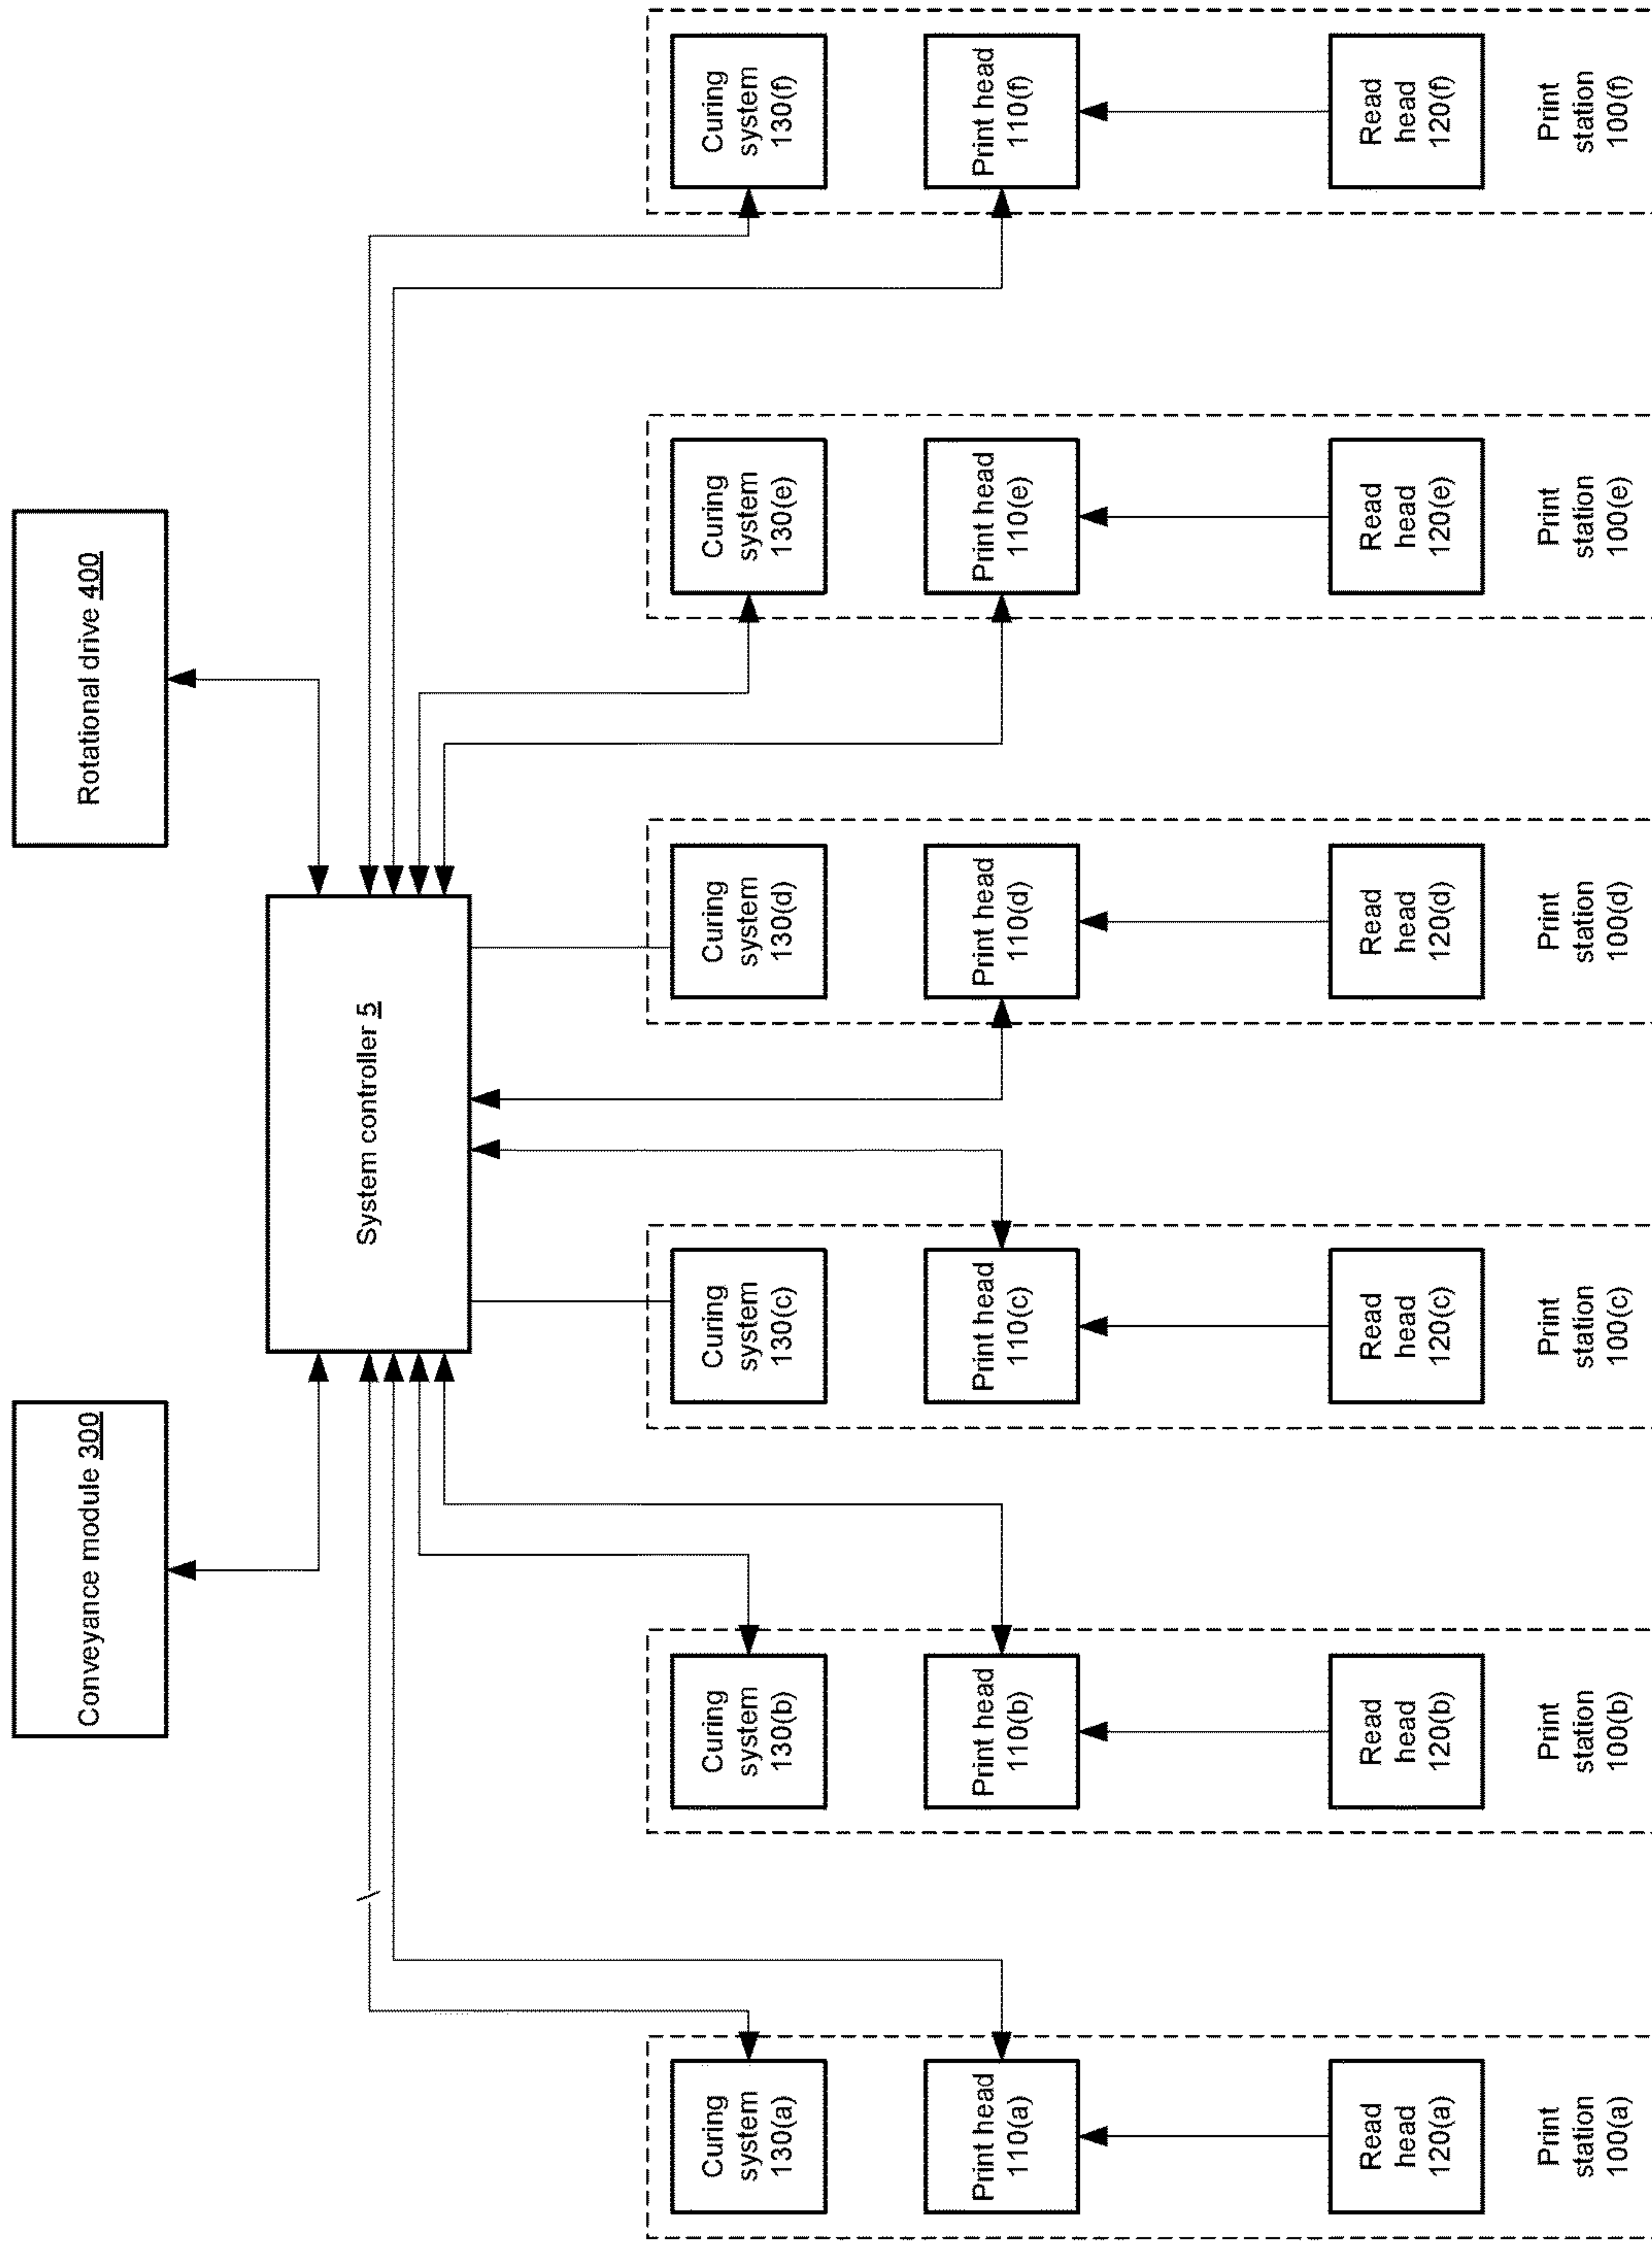 Conveyance module 300
Rotational drive 400
System controller 5
Curing
system
130(a)
Curing
system
130(b)
Curing
system
130(c)
Curing
system
130(d)
Curing
system
130(e)
Curing
system
130(f)
Print head
110(a)
Print head
110(b)
Print head
110(c)
Print head
110(d)
Print head
110(e)
Print head
110(f)
Read
head
120(a)
Read
head
120(b)
Read
head
120(c)
Read
head
120(d)
Read
head
120(e)
Read
head
120(f)
Print
station
100(a)
Print
station
100(b)
Print
station
100(c)
Print
station
100(d)
Print
station
100(e)
Print
station
100(f)